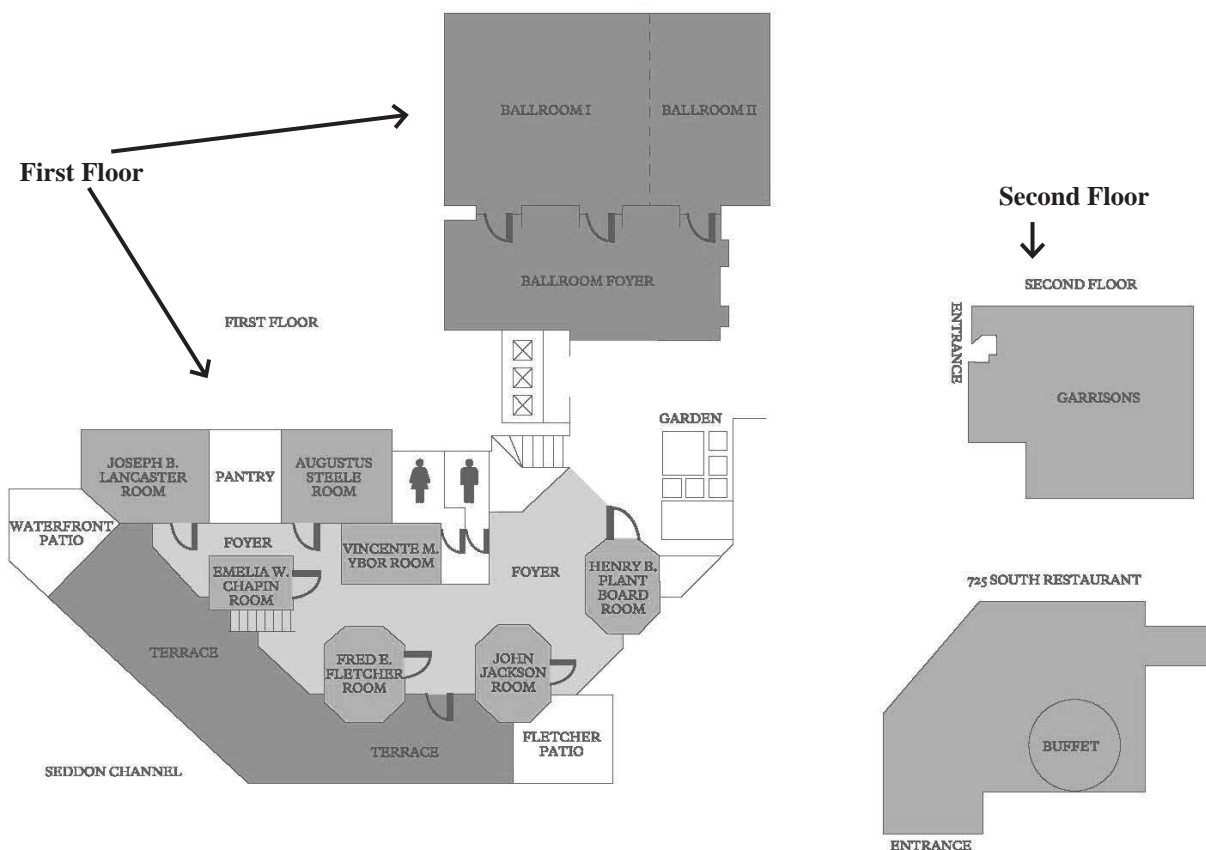 BALLROOM I
BALLROOM II
First Floor
Second Floor
BALLROOM FOYER
SECOND FLOOR
ENTRANCE
FIRST FLOOR
GARRISONS
GARDEN
JOSEPH B.
LANCASTER
ROOM
PANTRY
AUGUSTUS
STEELE
ROOM
WATERFRONT
PATIO
FOYER
VINCENTE M.
YBOR ROOM
FOYER
HENRY B.
PLANT
BOARD
ROOM
EMELIA W.
CHAPIN
ROOM
725 SOUTH RESTAURANT
TERRACE
FRED E.
FLETCHER
ROOM
JOHN
JACKSON
ROOM
TERRACE
FLETCHER
PATIO
BUFFET
SEDDON CHANNEL
ENTRANCE